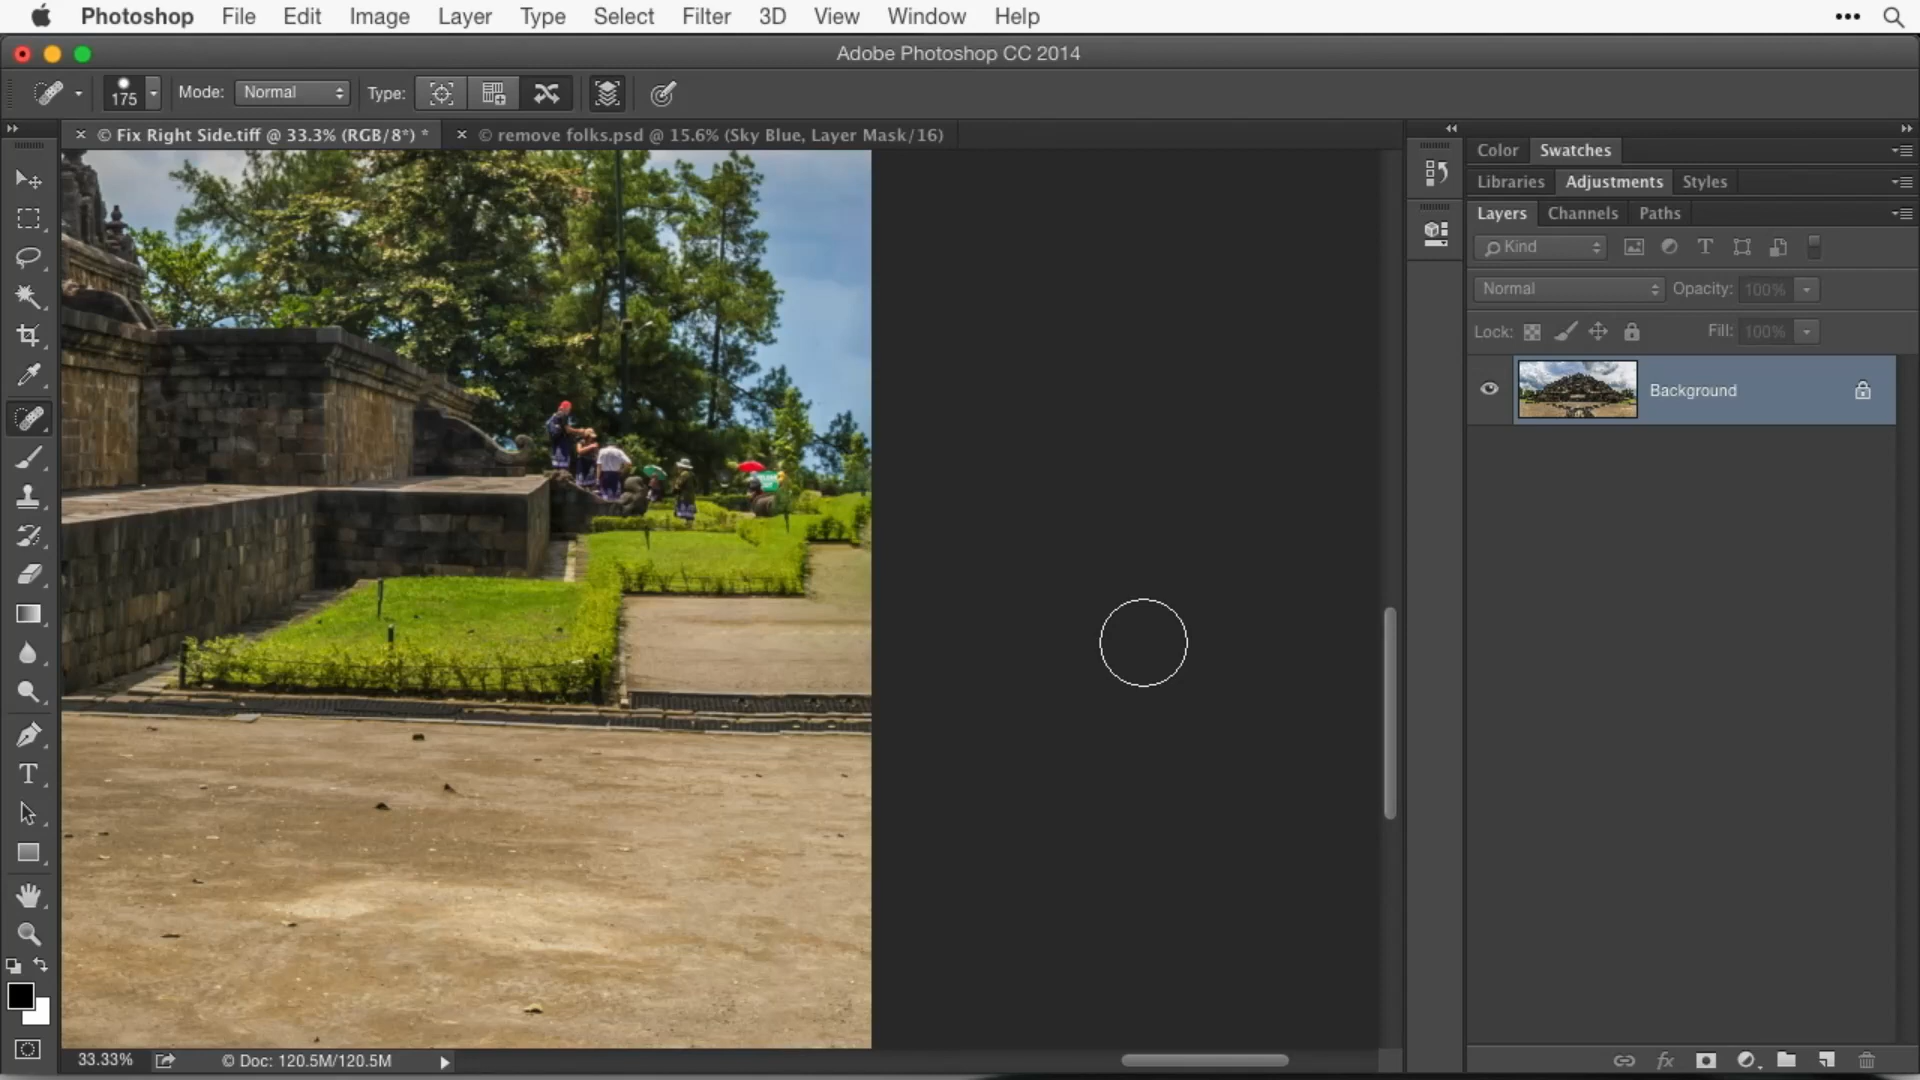 Photoshop File Edit Image Layer Type Select Filter 3D View Window Help
Adobe Photoshop CC 2014
175 Mode: Normal Type:
© Fix Right Side.tiff @ 33.3% (RGB/8*) * © remove folks.psd @ 15.6% (Sky Blue, Layer Mask/16)
Color Swatches
Libraries Adjustments Styles
Layers Channels Paths
Kind
Normal Opacity: 100%
Lock: Fill: 100%
Background
33.33% © Doc: 120.5M/120.5M